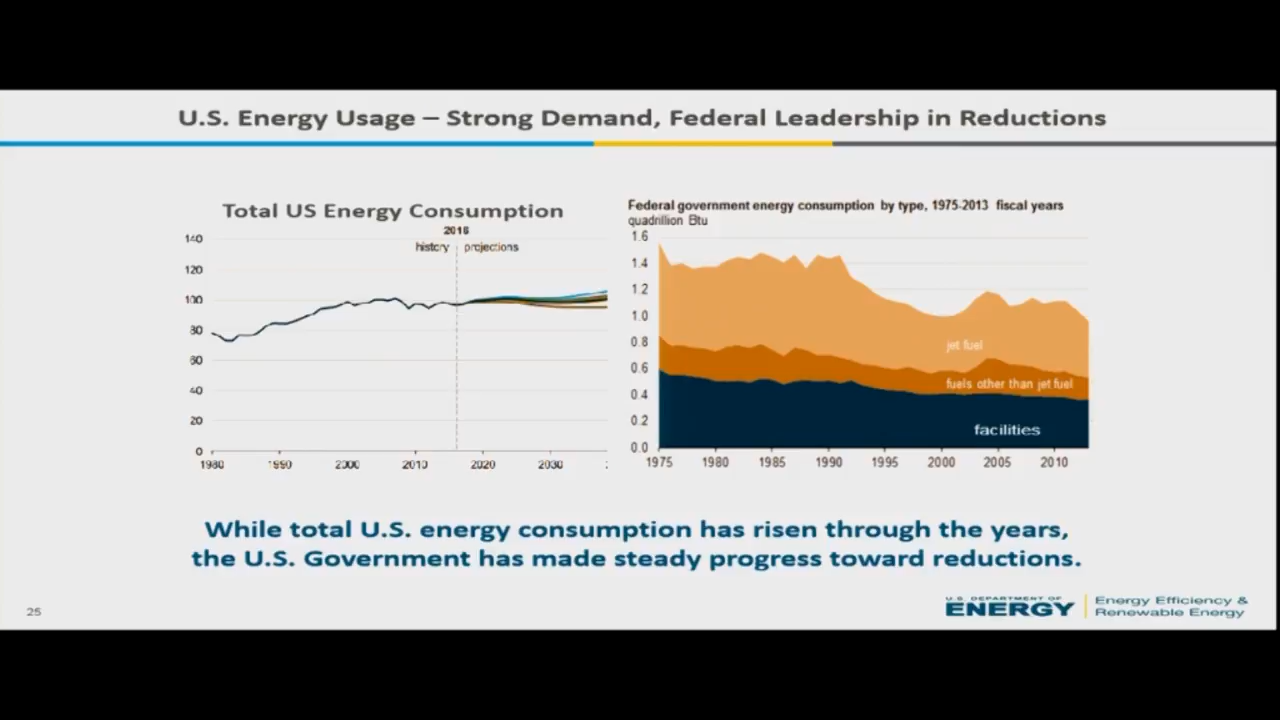 U.S. Energy Usage – Strong Demand, Federal Leadership in Reductions
Total US Energy Consumption
2016
history projections
140
120
100
80
60
40
20
0
1980 1990 2000 2010 2020 2030
Federal government energy consumption by type, 1975-2013 fiscal years
quadrillion Btu
1.6
1.4
1.2
1.0
0.8
0.6
0.4
0.2
0.0
jet fuel
fuels other than jet fuel
facilities
1975 1980 1985 1990 1995 2000 2005 2010
While total U.S. energy consumption has risen through the years,
the U.S. Government has made steady progress toward reductions.
25
U.S. DEPARTMENT OF
ENERGY
Energy Efficiency &
Renewable Energy